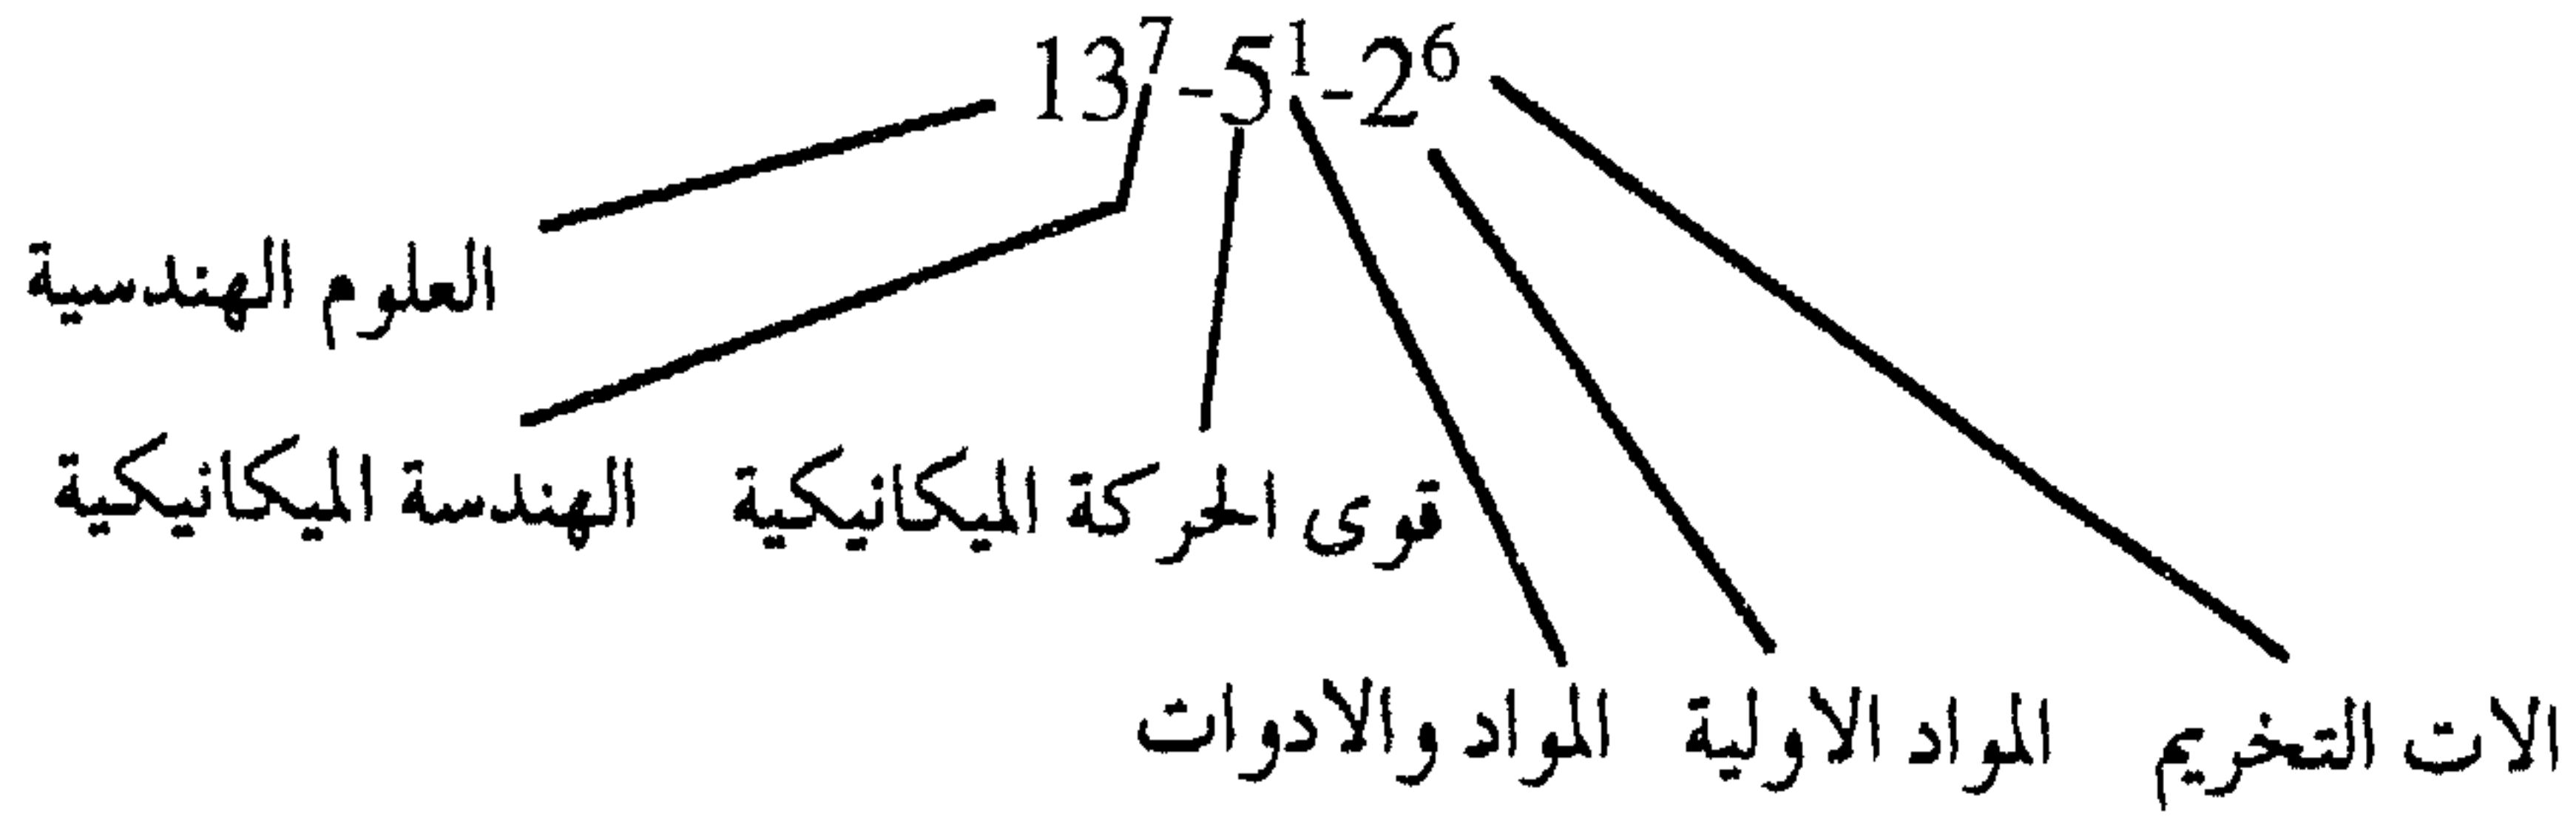 13⁷-5¹-2⁶
العلوم الهندسية
قوى الحركة الميكانيكية الهندسة الميكانيكية
الات التخريم المواد الاولية المواد والادوات